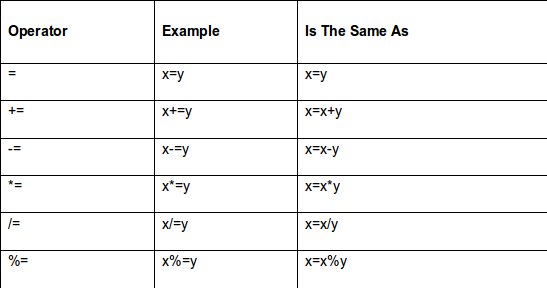 Operator Example Is The Same As
= x=y x=y
+= x+=y x=x+y
-= x-=y x=x-y
*= x*=y x=x*y
/= x/=y x=x/y
%= x%=y x=x%y